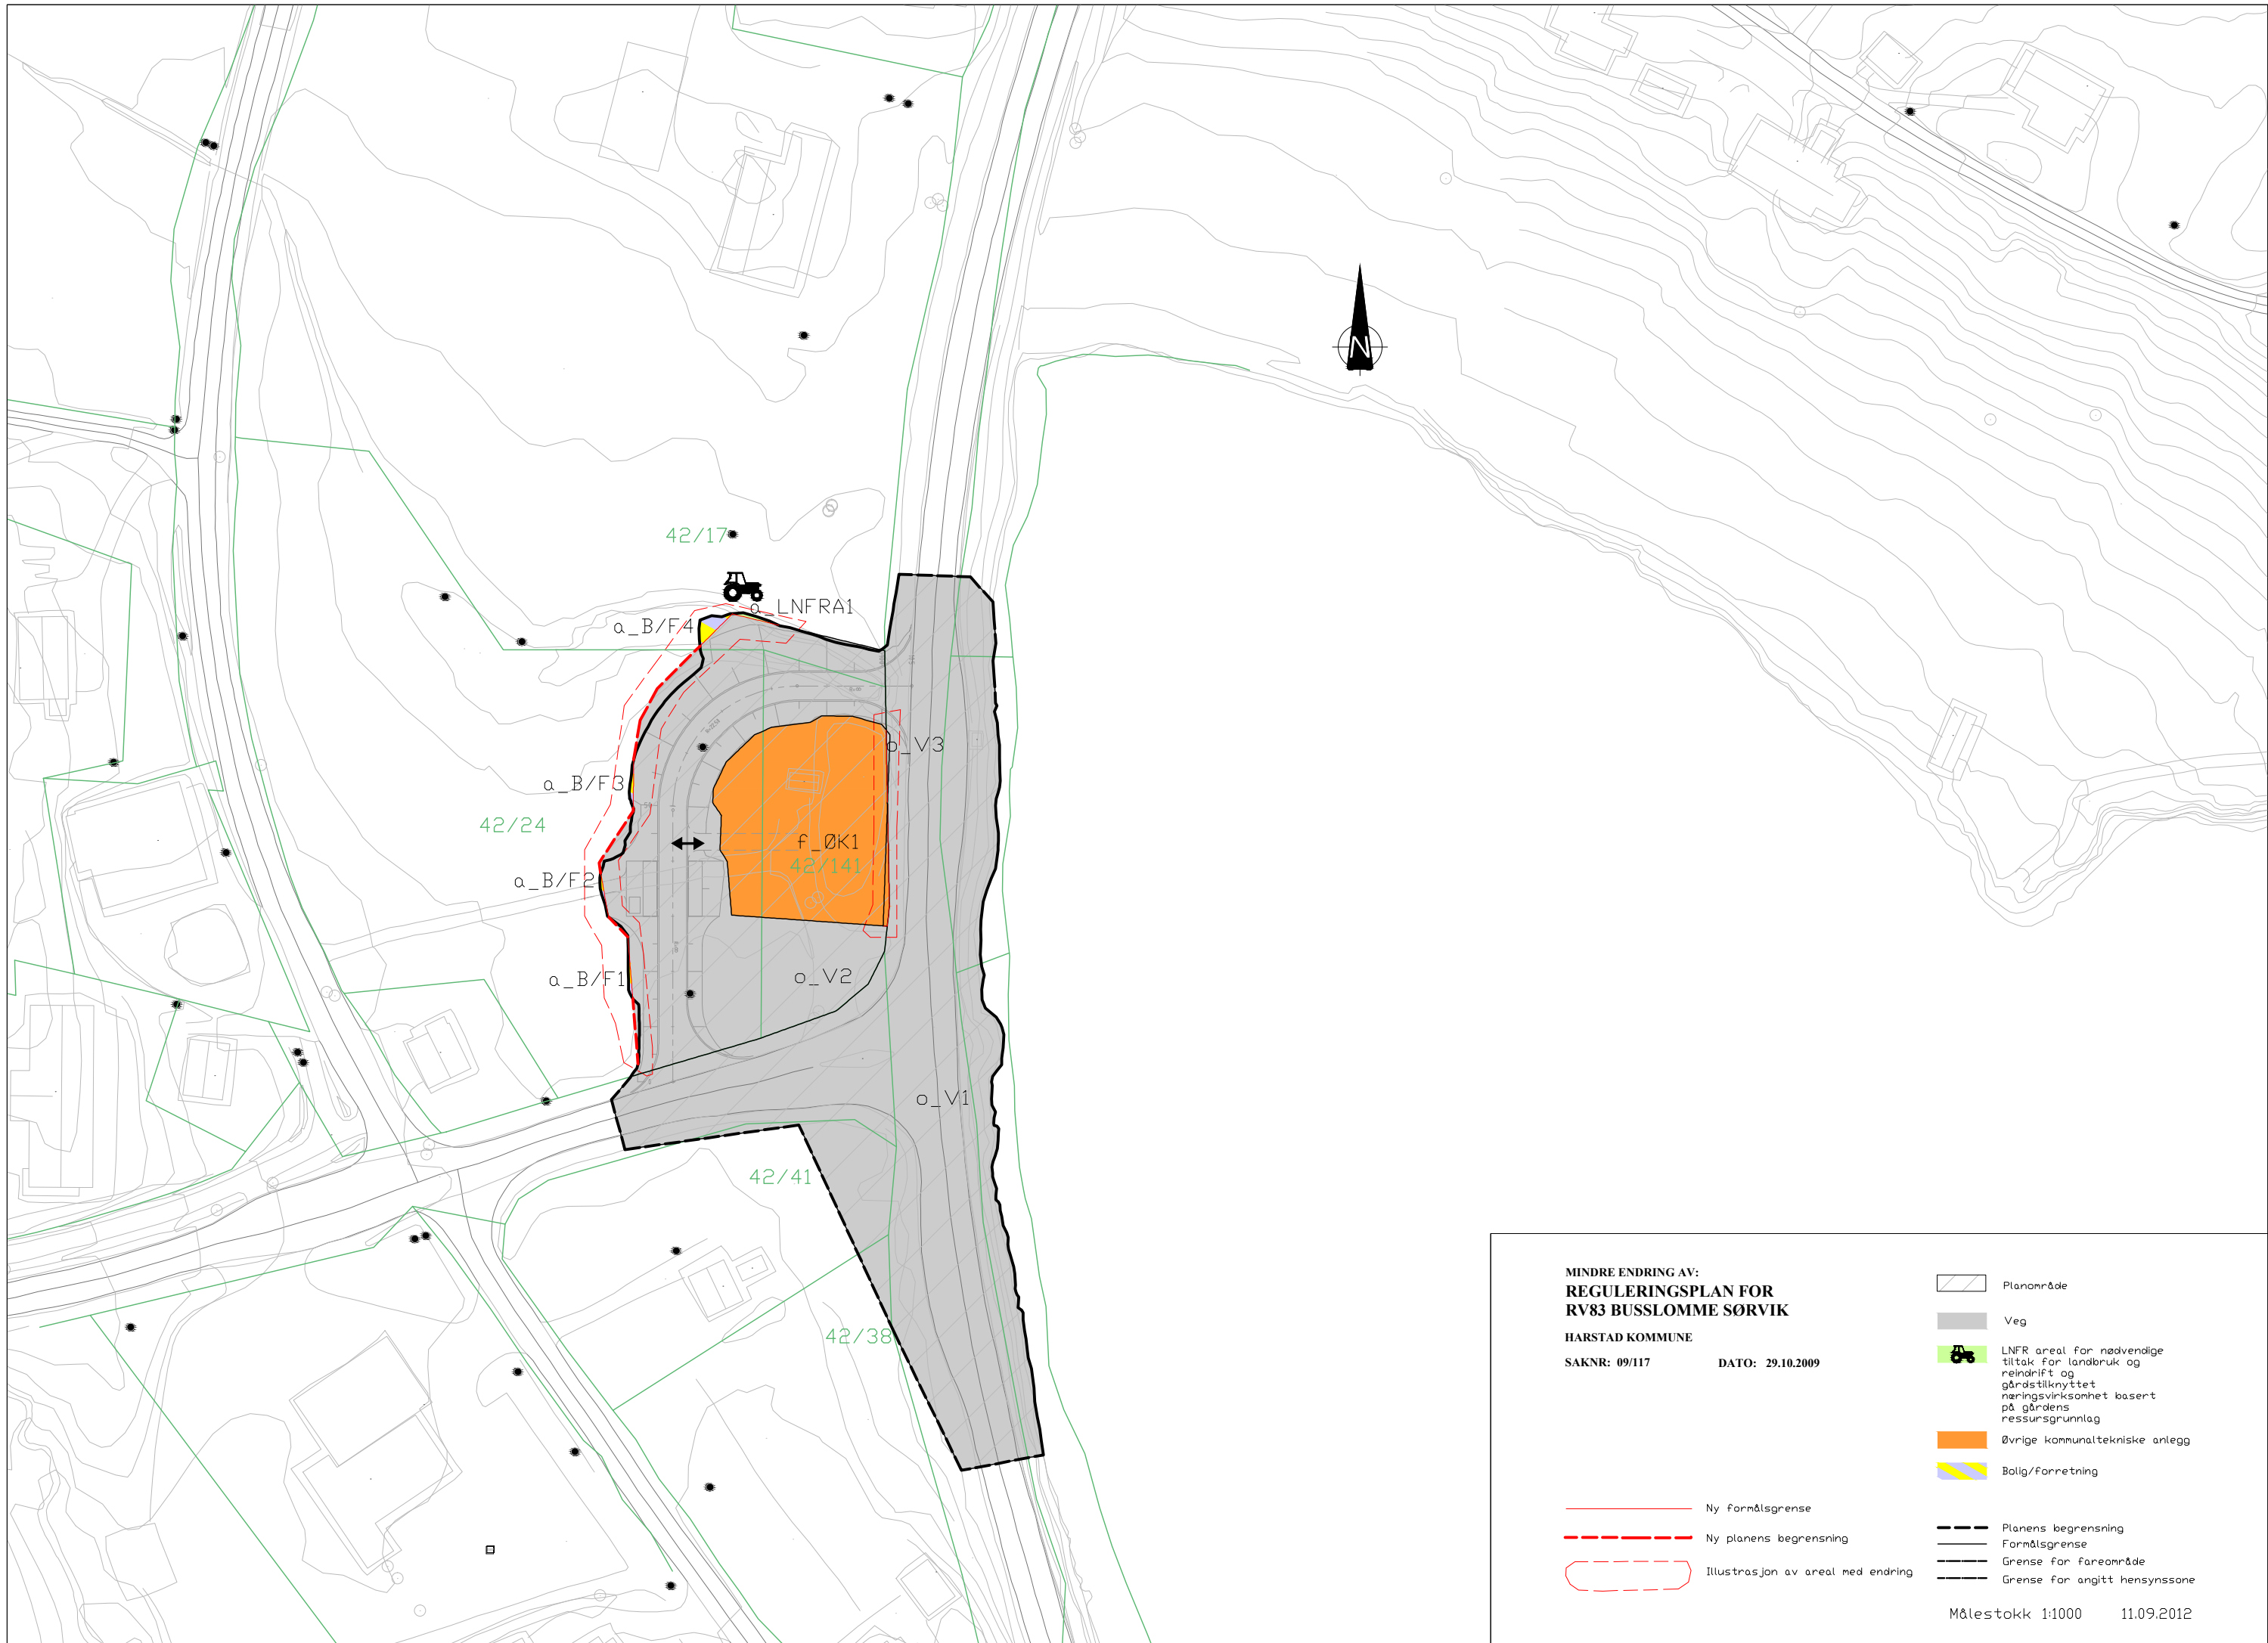 N
42/17
a_LNFRA1
a_B/F4
o_V3
a_B/F3
42/24
f_ØK1
42/141
a_B/F2
o_V2
a_B/F1
o_V1
42/41
42/38
MINDRE ENDRING AV:
REGULERINGSPLAN FOR
RV83 BUSSLOMME SØRVIK
HARSTAD KOMMUNE
SAKNR: 09/117 DATO: 29.10.2009
Planområde
Veg
LNFR areal for nødvendige
tiltak for landbruk og
reindrift og
gårdstilknyttet
næringsvirksomhet basert
på gårdens
ressursgrunnlag
Øvrige kommunaltekniske anlegg
Bolig/forretning
Ny formålsgrense
Ny planens begrensning
Illustrasjon av areal med endring
Planens begrensning
Formålsgrense
Grense for fareområde
Grense for angitt hensynssone
Målestokk 1:1000 11.09.2012